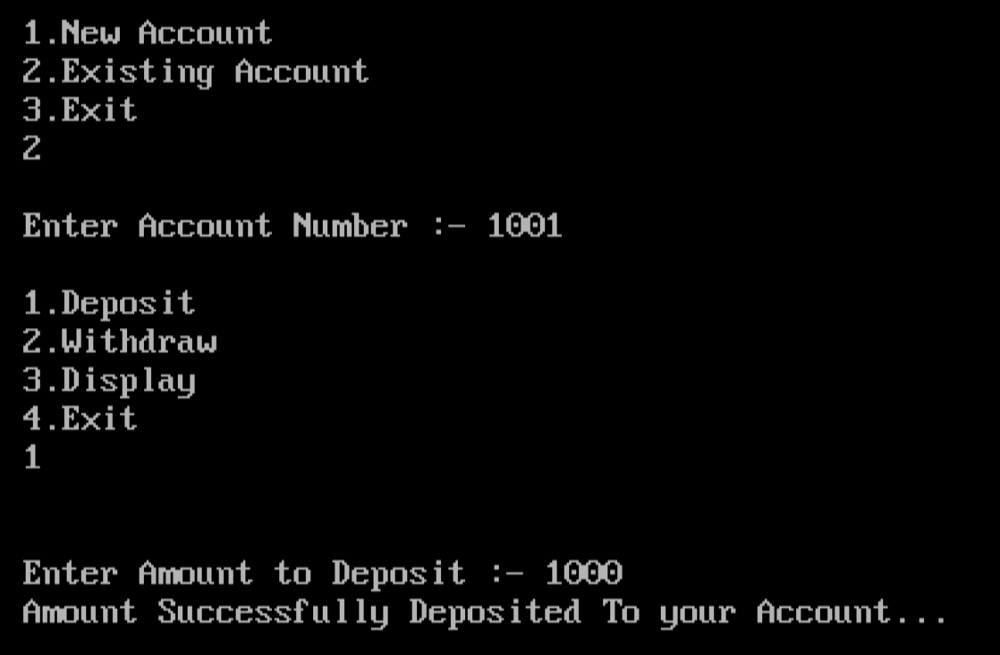 1.New Account
2.Existing Account
3.Exit
2
Enter Account Number :- 1001
1.Deposit
2.Withdraw
3.Display
4.Exit
1
Enter Amount to Deposit :- 1000
Amount Successfully Deposited To your Account...